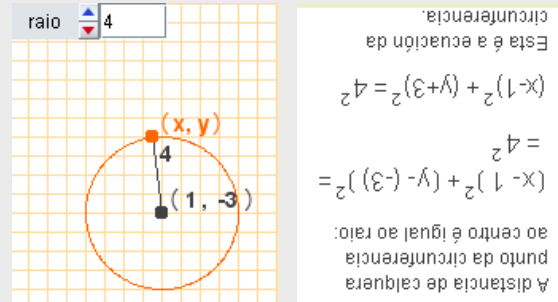 raio 4
(x, y)
4
(1, -3)
A distancia de calquera
punto da circunferencia
ao centro é igual ao raio:
(x- 1 )² + (y- (-3) )² =
= 4²
(x-1)² + (y+3)² = 4²
Esta é a ecuación da
circunferencia.